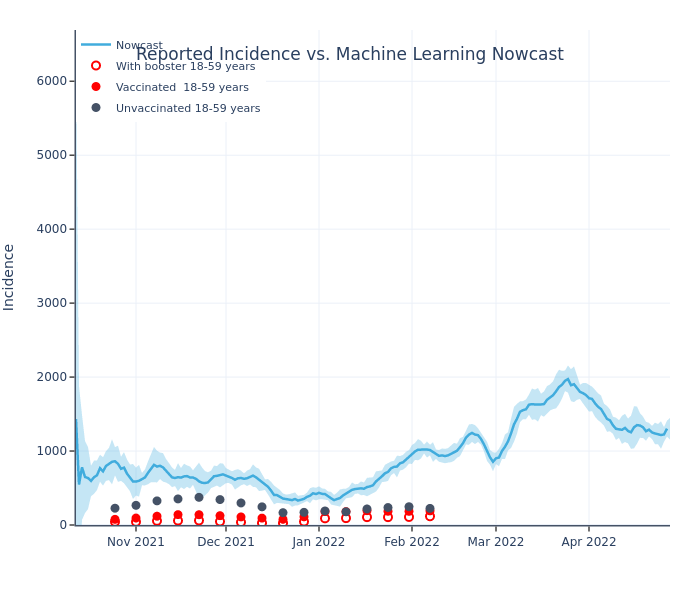 Reported Incidence vs. Machine Learning Nowcast
Nowcast
With booster 18-59 years
Vaccinated  18-59 years
Unvaccinated 18-59 years
Incidence
6000
5000
4000
3000
2000
1000
0
Nov 2021 Dec 2021 Jan 2022 Feb 2022 Mar 2022 Apr 2022